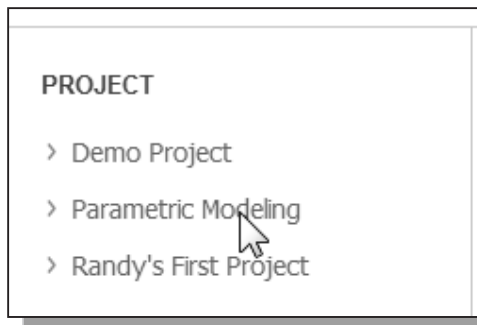 PROJECT
Demo Project
Parametric Modeling
Randy's First Project